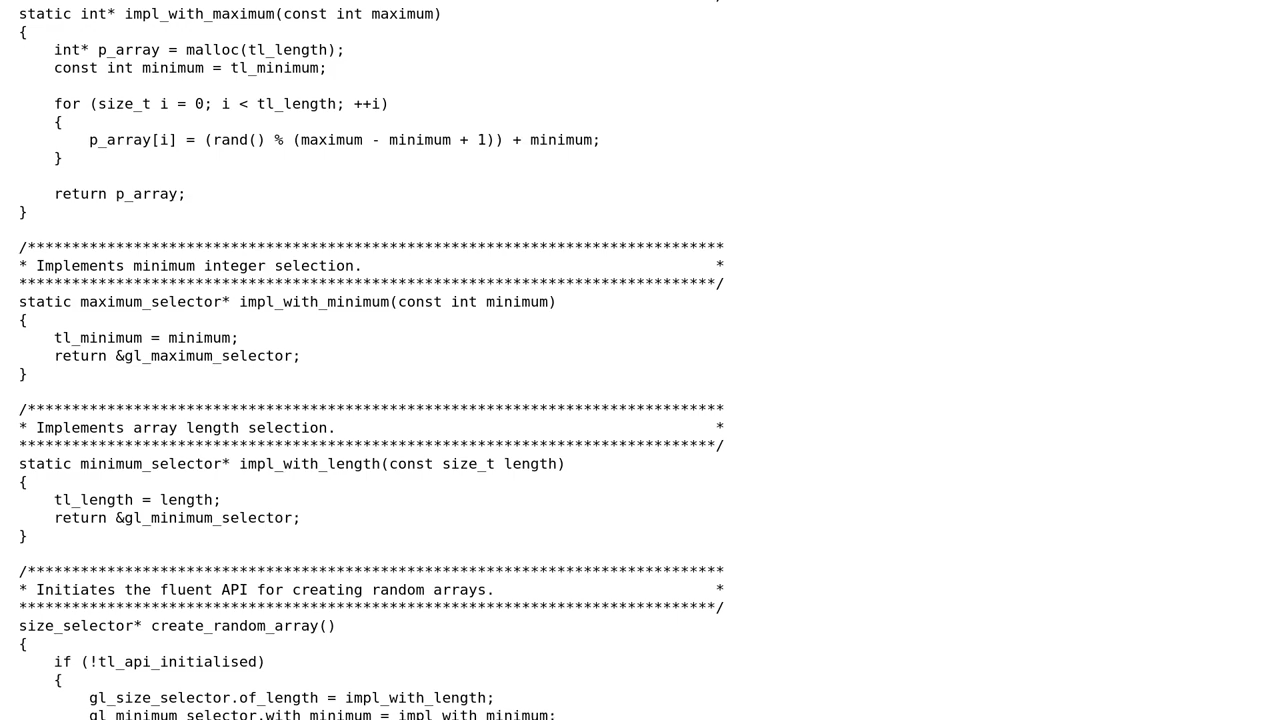 static int* impl_with_maximum(const int maximum)
{
    int* p_array = malloc(tl_length);
    const int minimum = tl_minimum;

    for (size_t i = 0; i < tl_length; ++i)
    {
        p_array[i] = (rand() % (maximum - minimum + 1)) + minimum;
    }

    return p_array;
}

/*******************************************************************************
* Implements minimum integer selection.                                        *
*******************************************************************************/
static maximum_selector* impl_with_minimum(const int minimum)
{
    tl_minimum = minimum;
    return &gl_maximum_selector;
}

/*******************************************************************************
* Implements array length selection.                                           *
*******************************************************************************/
static minimum_selector* impl_with_length(const size_t length)
{
    tl_length = length;
    return &gl_minimum_selector;
}

/*******************************************************************************
* Initiates the fluent API for creating random arrays.                         *
*******************************************************************************/
size_selector* create_random_array()
{
    if (!tl_api_initialised)
    {
        gl_size_selector.of_length = impl_with_length;
        gl_minimum_selector.with_minimum = impl_with_minimum;